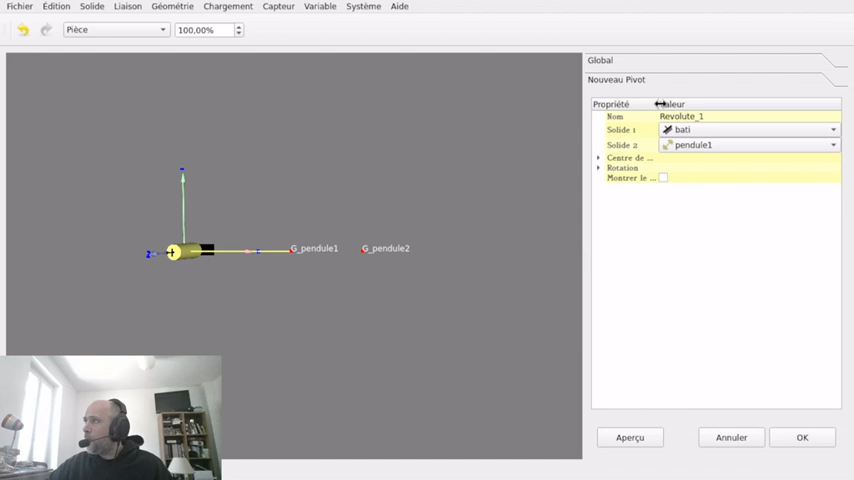 Fichier Édition Solide Liaison Géométrie Chargement Capteur Variable Système Aide
Pièce 100,00%
Global
Nouveau Pivot
Propriété aleur
Nom Revolute_1
Solide 1 bati
Solide 2 pendule1
Centre de ...
Rotation
Montrer le ...
G_pendule1 G_pendule2
Aperçu Annuler OK